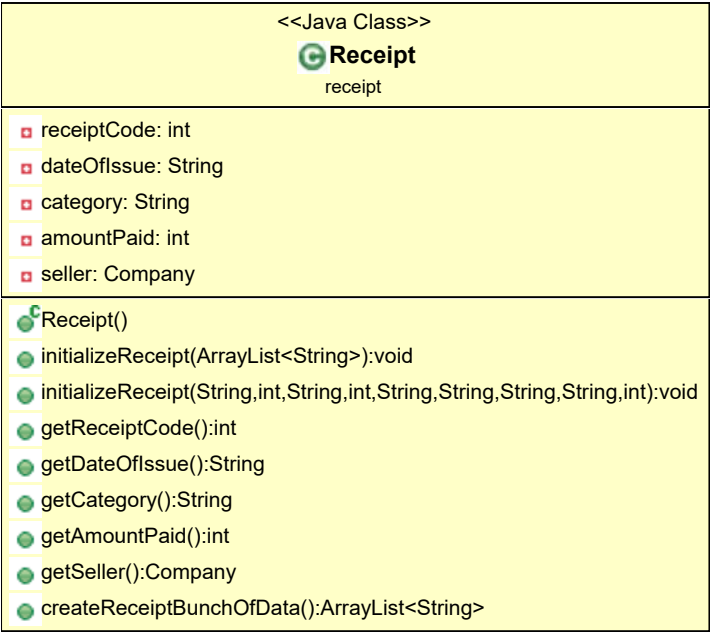 <<Java Class>>
C Receipt
receipt
receiptCode: int
dateOfIssue: String
category: String
amountPaid: int
seller: Company
C Receipt()
initializeReceipt(ArrayList<String>):void
initializeReceipt(String,int,String,int,String,String,String,String,int):void
getReceiptCode():int
getDateOfIssue():String
getCategory():String
getAmountPaid():int
getSeller():Company
createReceiptBunchOfData():ArrayList<String>